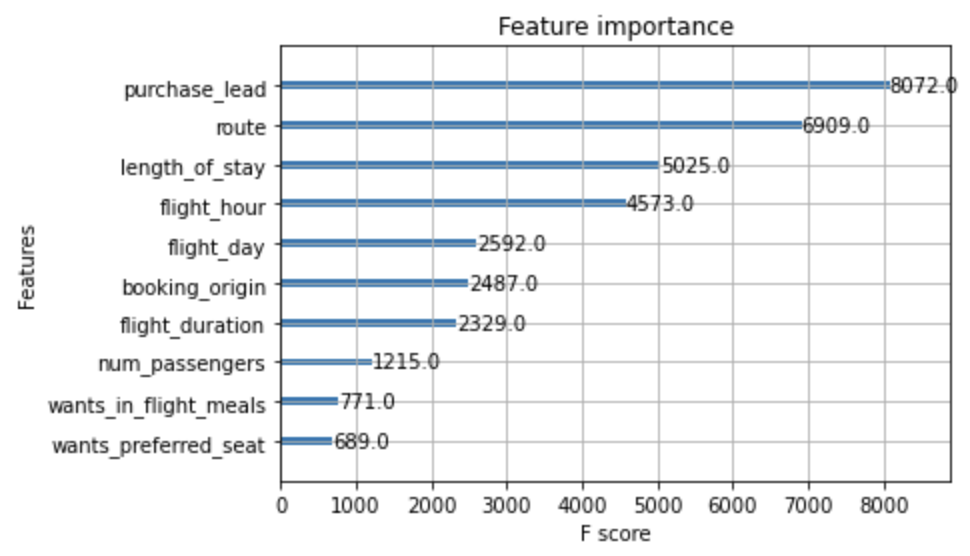 Feature importance
Features
purchase_lead 8072.0
route 6909.0
length_of_stay 5025.0
flight_hour 4573.0
flight_day 2592.0
booking_origin 2487.0
flight_duration 2329.0
num_passengers 1215.0
wants_in_flight_meals 771.0
wants_preferred_seat 689.0
0 1000 2000 3000 4000 5000 6000 7000 8000
F score